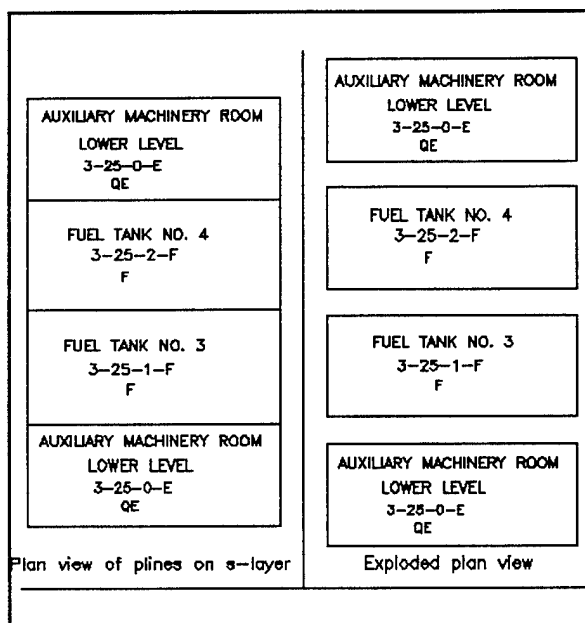 AUXILIARY MACHINERY ROOM
LOWER LEVEL
3-25-0-E
QE
FUEL TANK NO. 4
3-25-2-F
F
FUEL TANK NO. 3
3-25-1-F
F
AUXILIARY MACHINERY ROOM
LOWER LEVEL
3-25-0-E
QE
Plan view of plines on s-layer
AUXILIARY MACHINERY ROOM
LOWER LEVEL
3-25-0-E
QE
FUEL TANK NO. 4
3-25-2-F
F
FUEL TANK NO. 3
3-25-1-F
F
AUXILIARY MACHINERY ROOM
LOWER LEVEL
3-25-0-E
QE
Exploded plan view